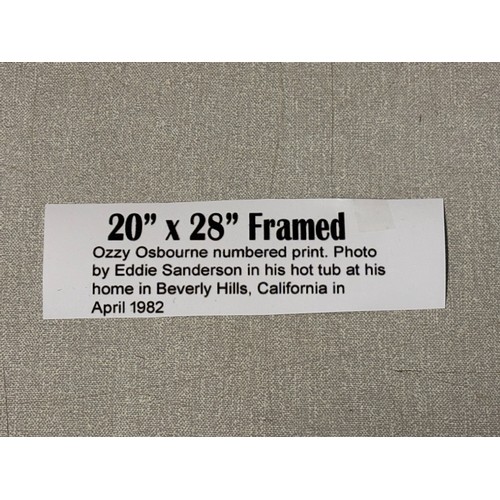 20” x 28” Framed
Ozzy Osbourne numbered print. Photo
by Eddie Sanderson in his hot tub at his
home in Beverly Hills, California in
April 1982